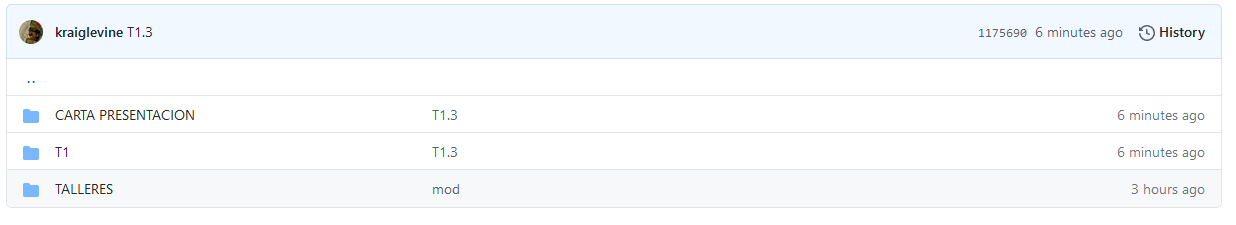 kraiglevine T1.3 1175690 6 minutes ago History
..
CARTA PRESENTACION T1.3 6 minutes ago
T1 T1.3 6 minutes ago
TALLERES mod 3 hours ago